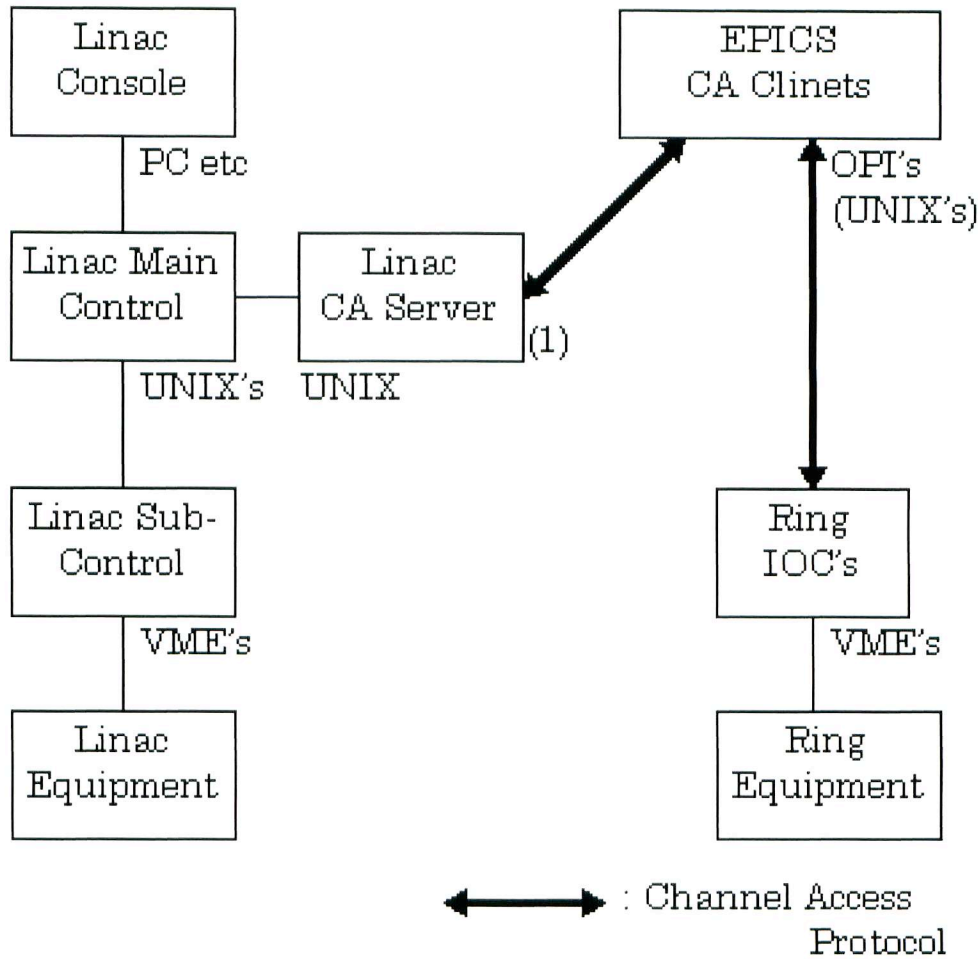 Linac
Console
EPICS
CA Clinets
PC etc
OPI's
(UNIX's)
Linac Main
Control
Linac
CA Server
(1)
UNIX's
UNIX
Linac Sub-
Control
Ring
IOC's
VME's
VME's
Linac
Equipment
Ring
Equipment
: Channel Access
Protocol